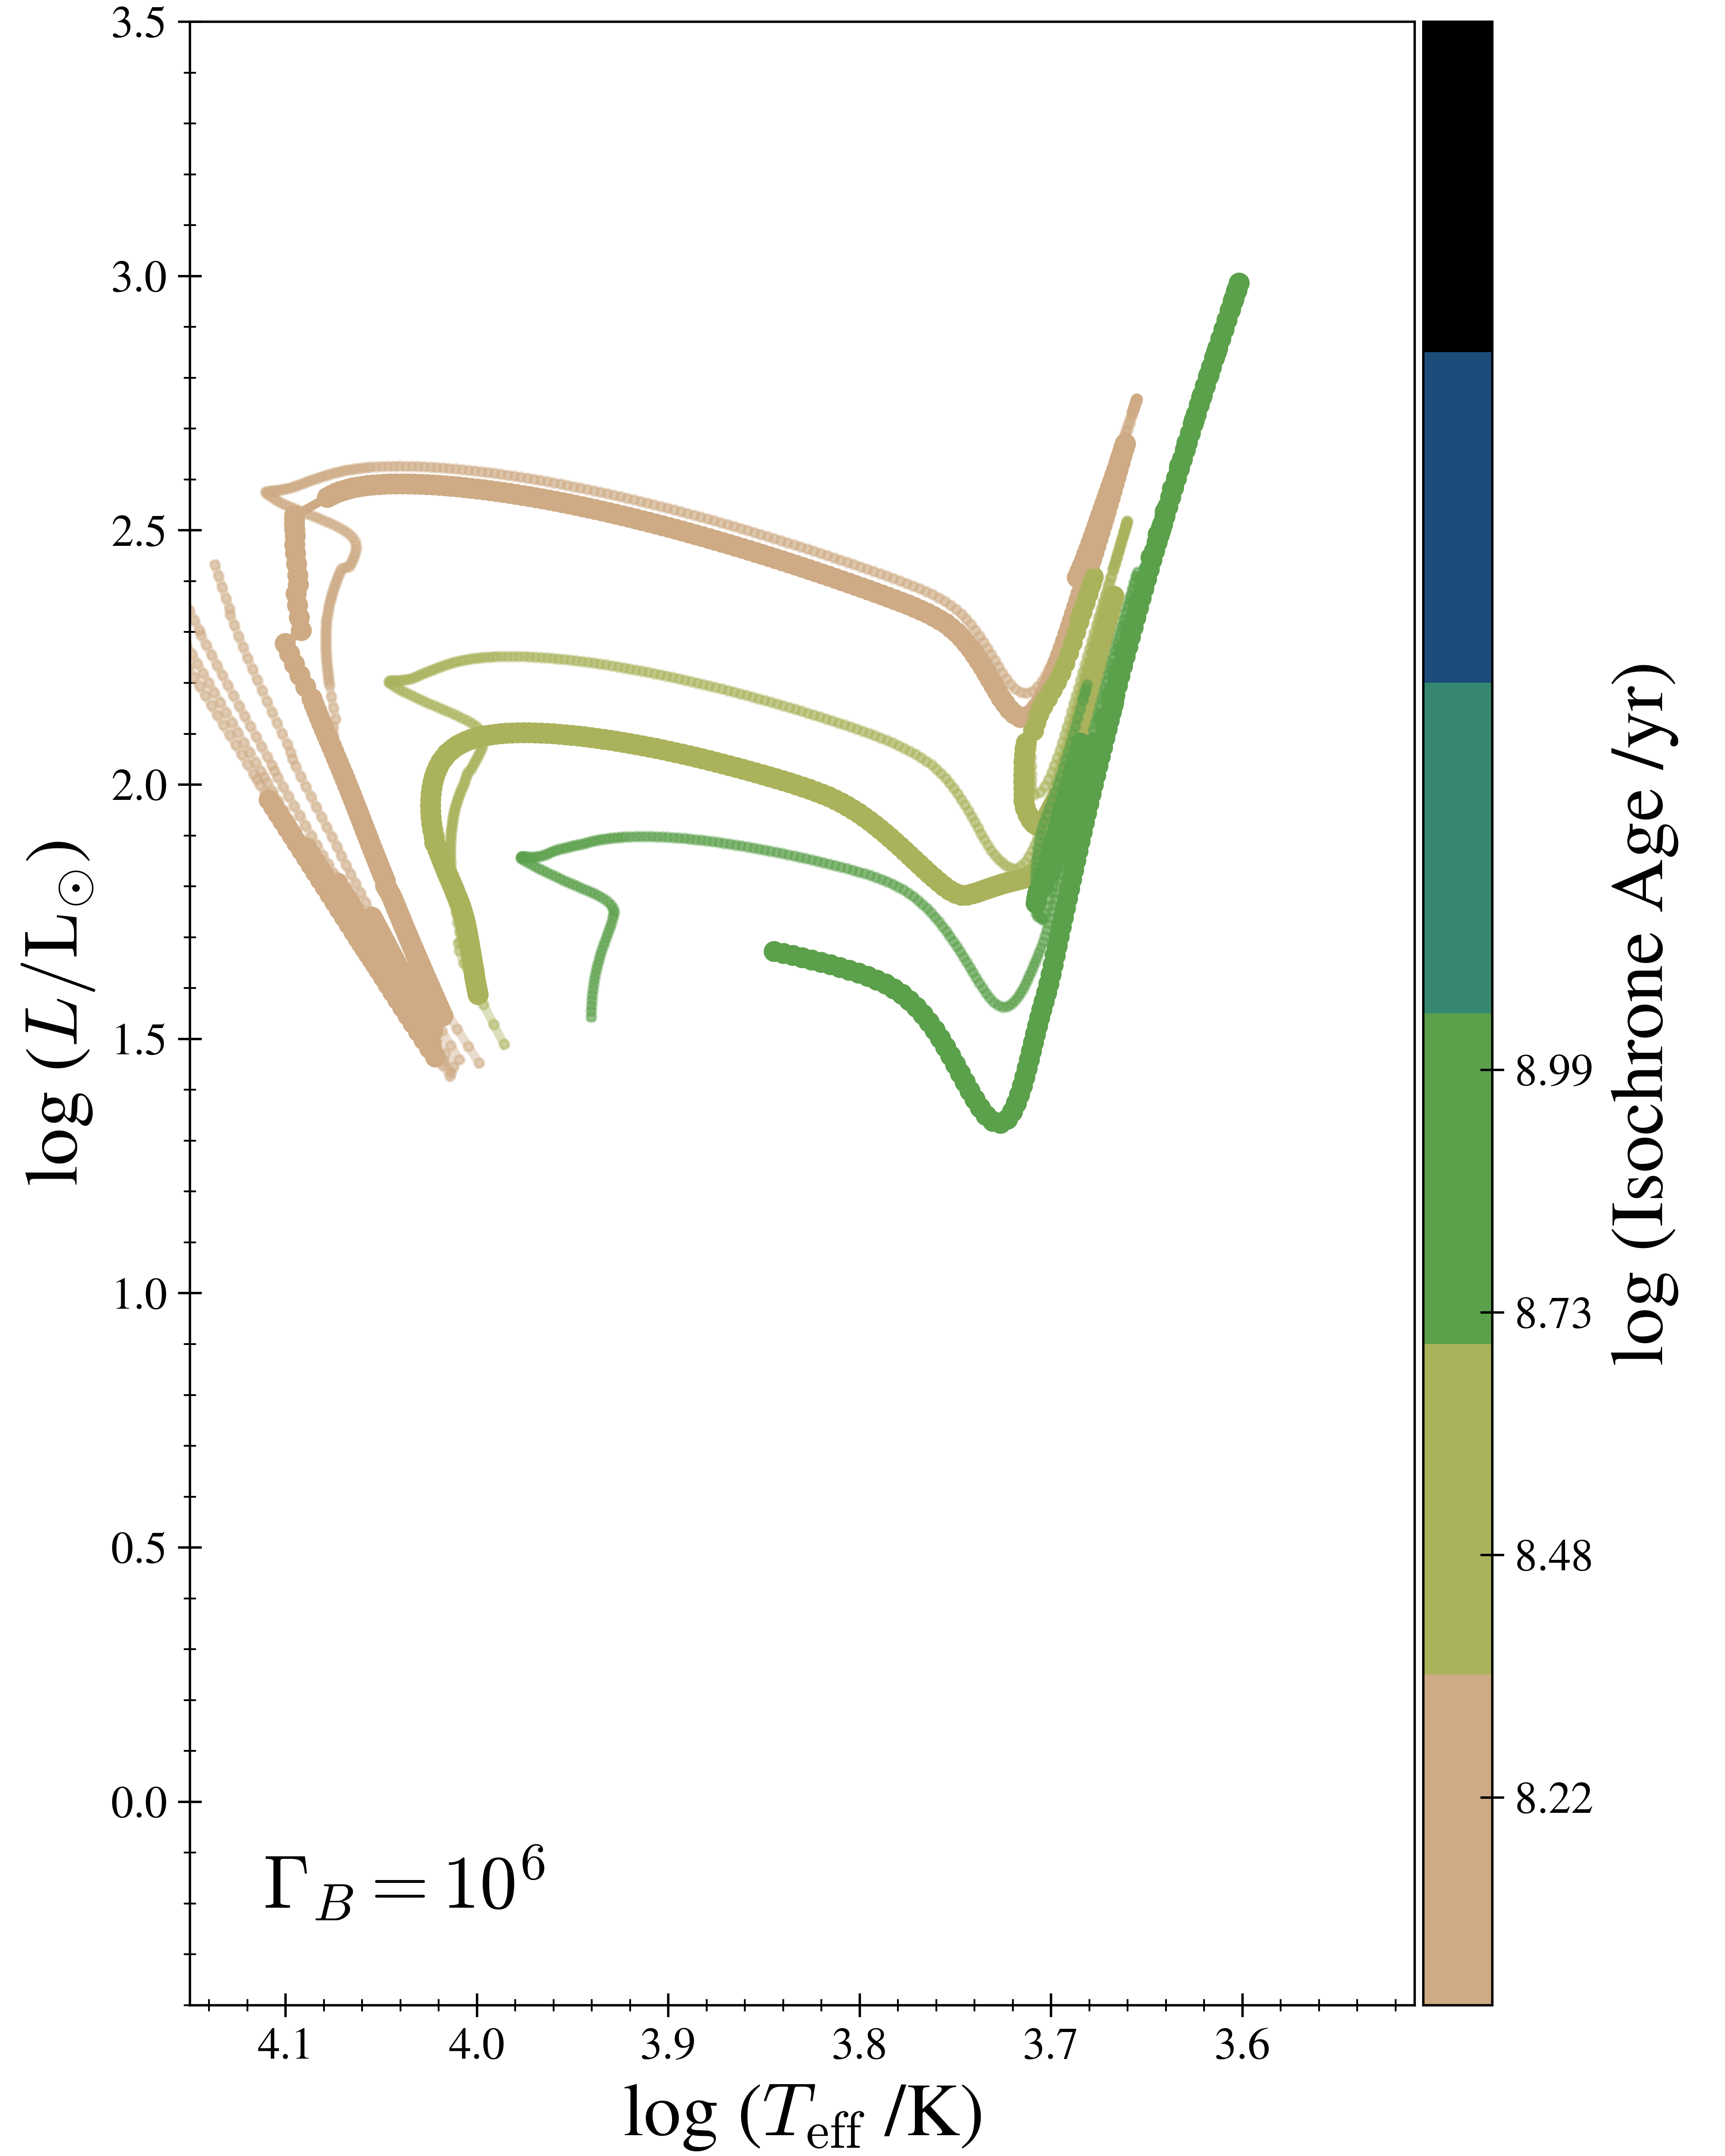 log (L//L☉)
3.5
3.0
2.5
2.0
1.5
1.0
0.5
0.0
Γ_B = 10⁶
4.1 4.0 3.9 3.8 3.7 3.6
log (T_eff /K)
8.99
8.73
8.48
8.22
log (Isochrone Age /yr)